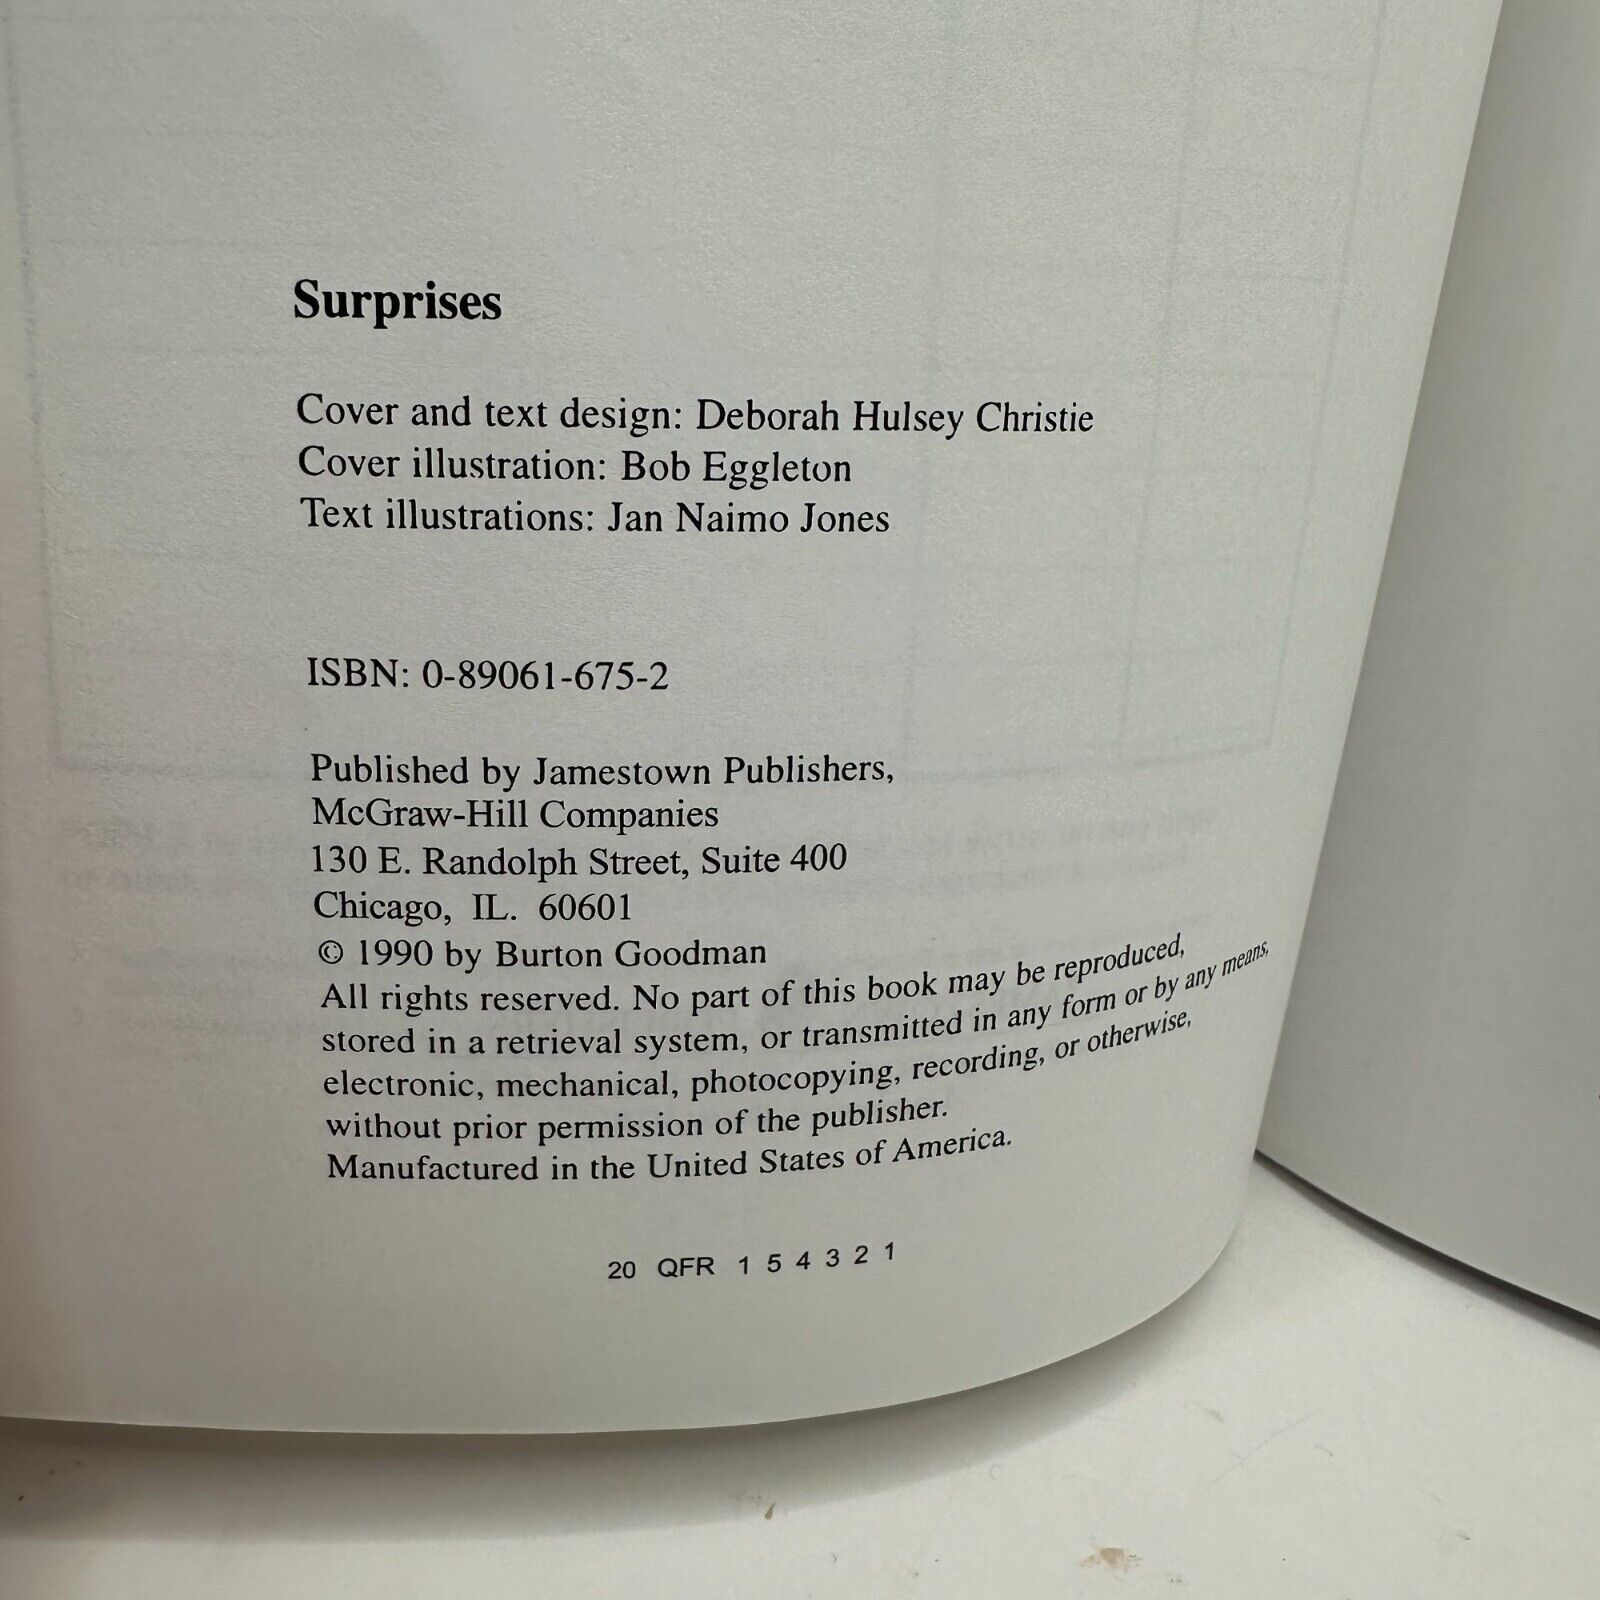 Surprises
Cover and text design: Deborah Hulsey Christie
Cover illustration: Bob Eggleton
Text illustrations: Jan Naimo Jones
ISBN: 0-89061-675-2
Published by Jamestown Publishers,
McGraw-Hill Companies
130 E. Randolph Street, Suite 400
Chicago, IL. 60601
© 1990 by Burton Goodman
All rights reserved. No part of this book may be reproduced,
stored in a retrieval system, or transmitted in any form or by any means,
electronic, mechanical, photocopying, recording, or otherwise,
without prior permission of the publisher.
Manufactured in the United States of America.
20 QFR 1 5 4 3 2 1